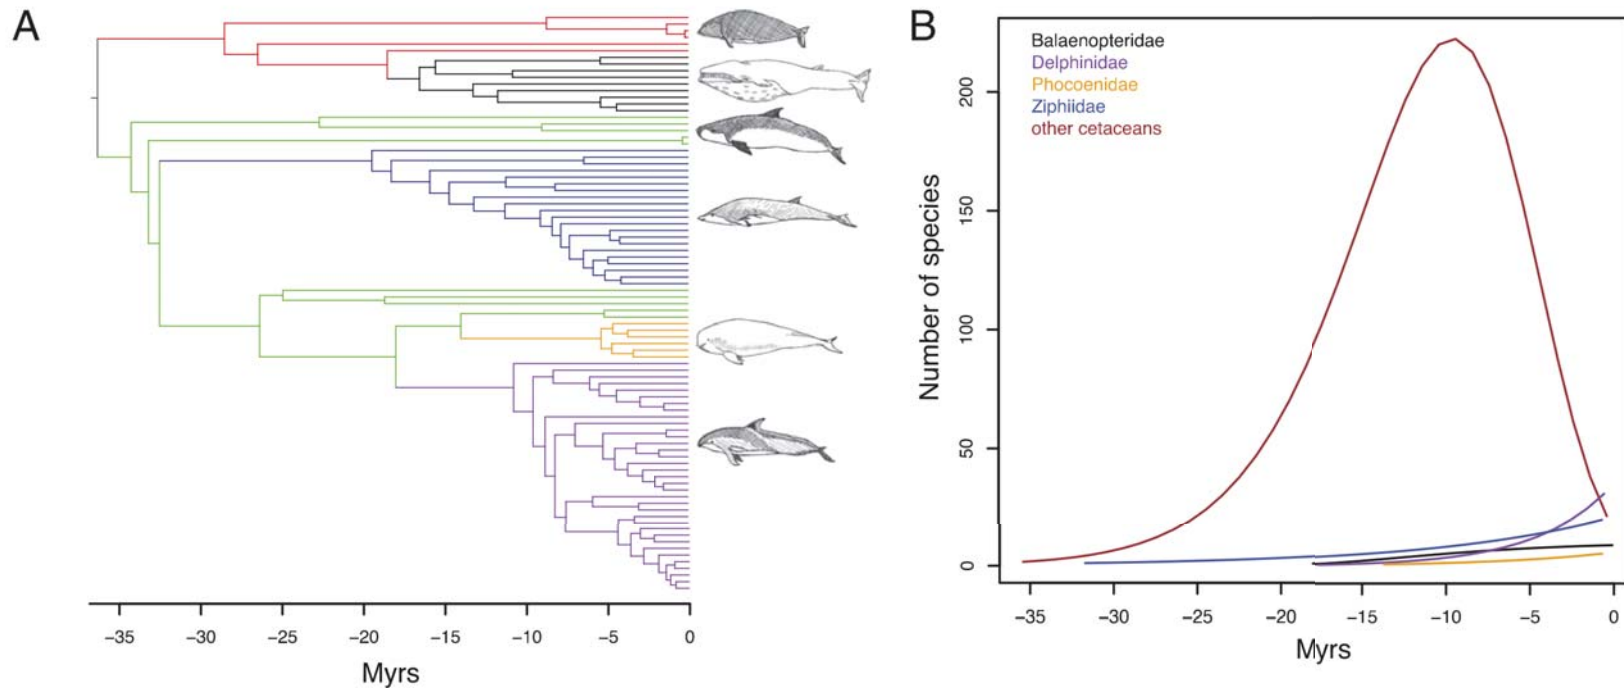 A
−35 −30 −25 −20 −15 −10 −5 0
Myrs
B
Balaenopteridae
Delphinidae
Phocoenidae
Ziphiidae
other cetaceans
Number of species
200
150
100
50
0
−35 −30 −25 −20 −15 −10 −5 0
Myrs